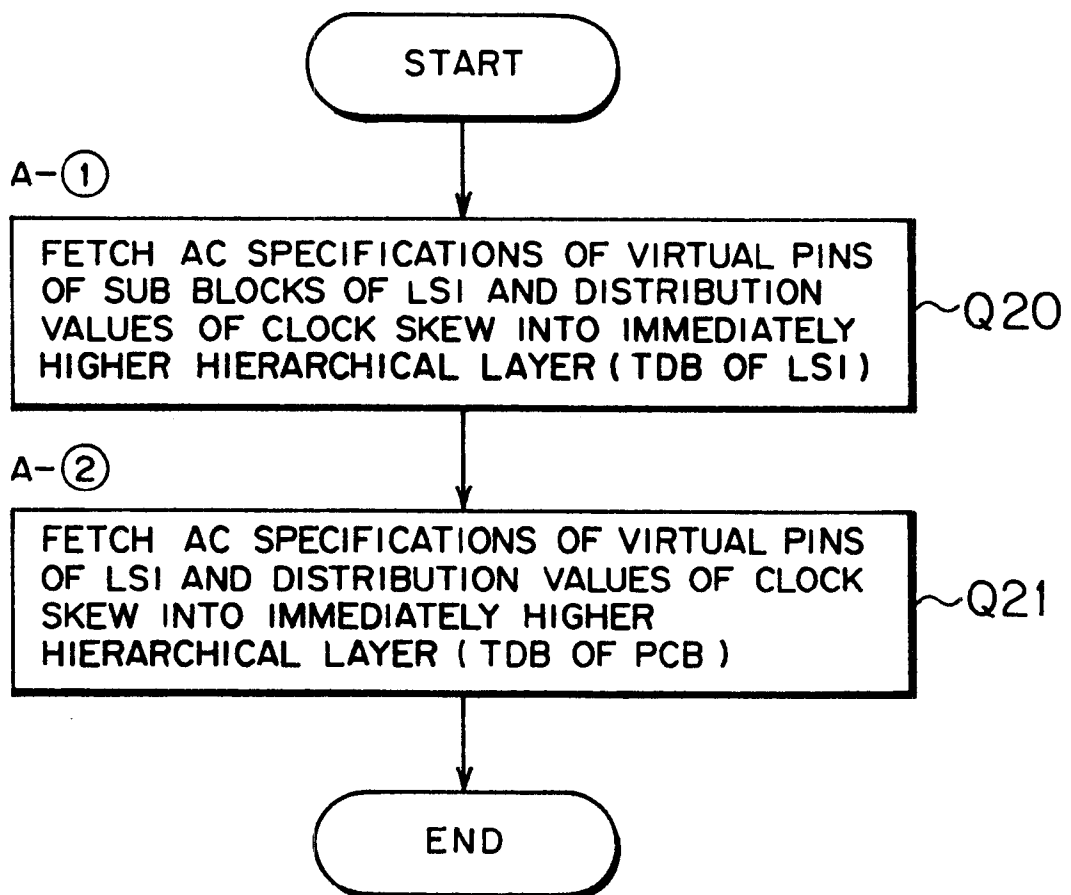 START
A-①
FETCH AC SPECIFICATIONS OF VIRTUAL PINS
OF SUB BLOCKS OF LSI AND DISTRIBUTION
VALUES OF CLOCK SKEW INTO IMMEDIATELY
HIGHER HIERARCHICAL LAYER (TDB OF LSI)
Q20
A-②
FETCH AC SPECIFICATIONS OF VIRTUAL PINS
OF LSI AND DISTRIBUTION VALUES OF CLOCK
SKEW INTO IMMEDIATELY HIGHER
HIERARCHICAL LAYER (TDB OF PCB)
Q21
END